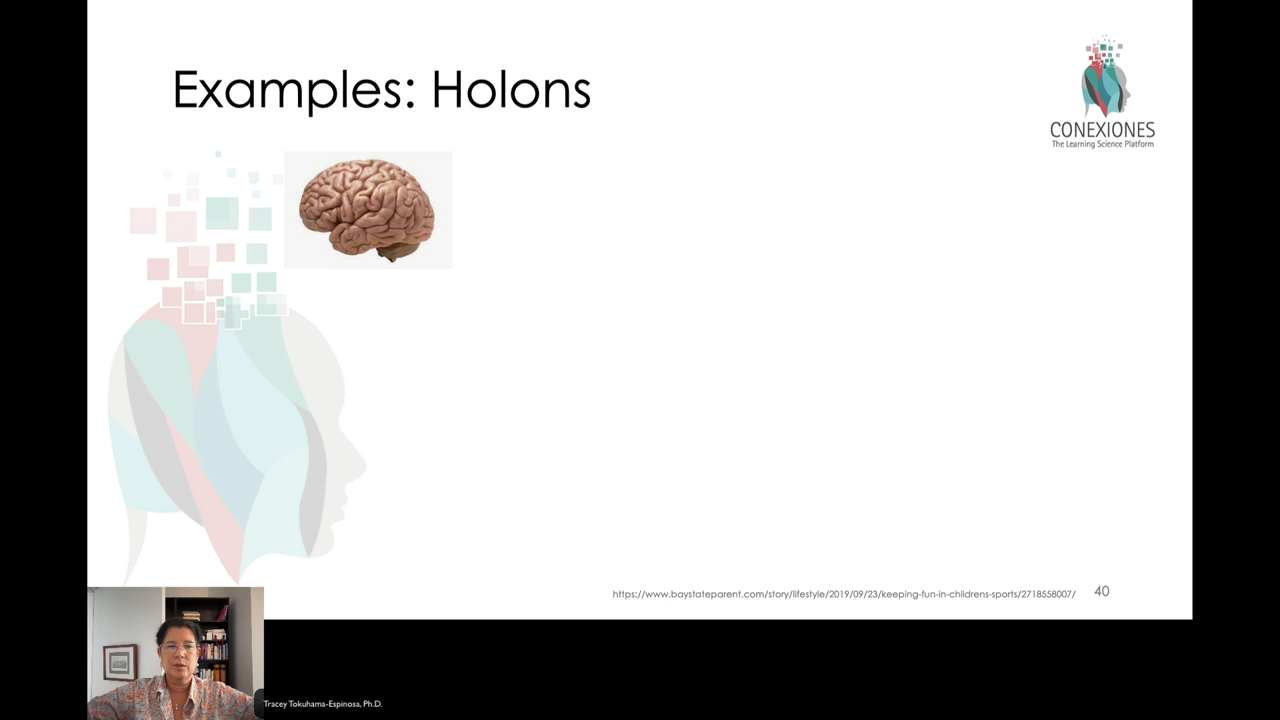 Examples: Holons
CONEXIONES
The Learning Science Platform
https://www.baystateparent.com/story/lifestyle/2019/09/23/keeping-fun-in-childrens-sports/2718558007/
40
Tracey Tokuhama-Espinosa, Ph.D.